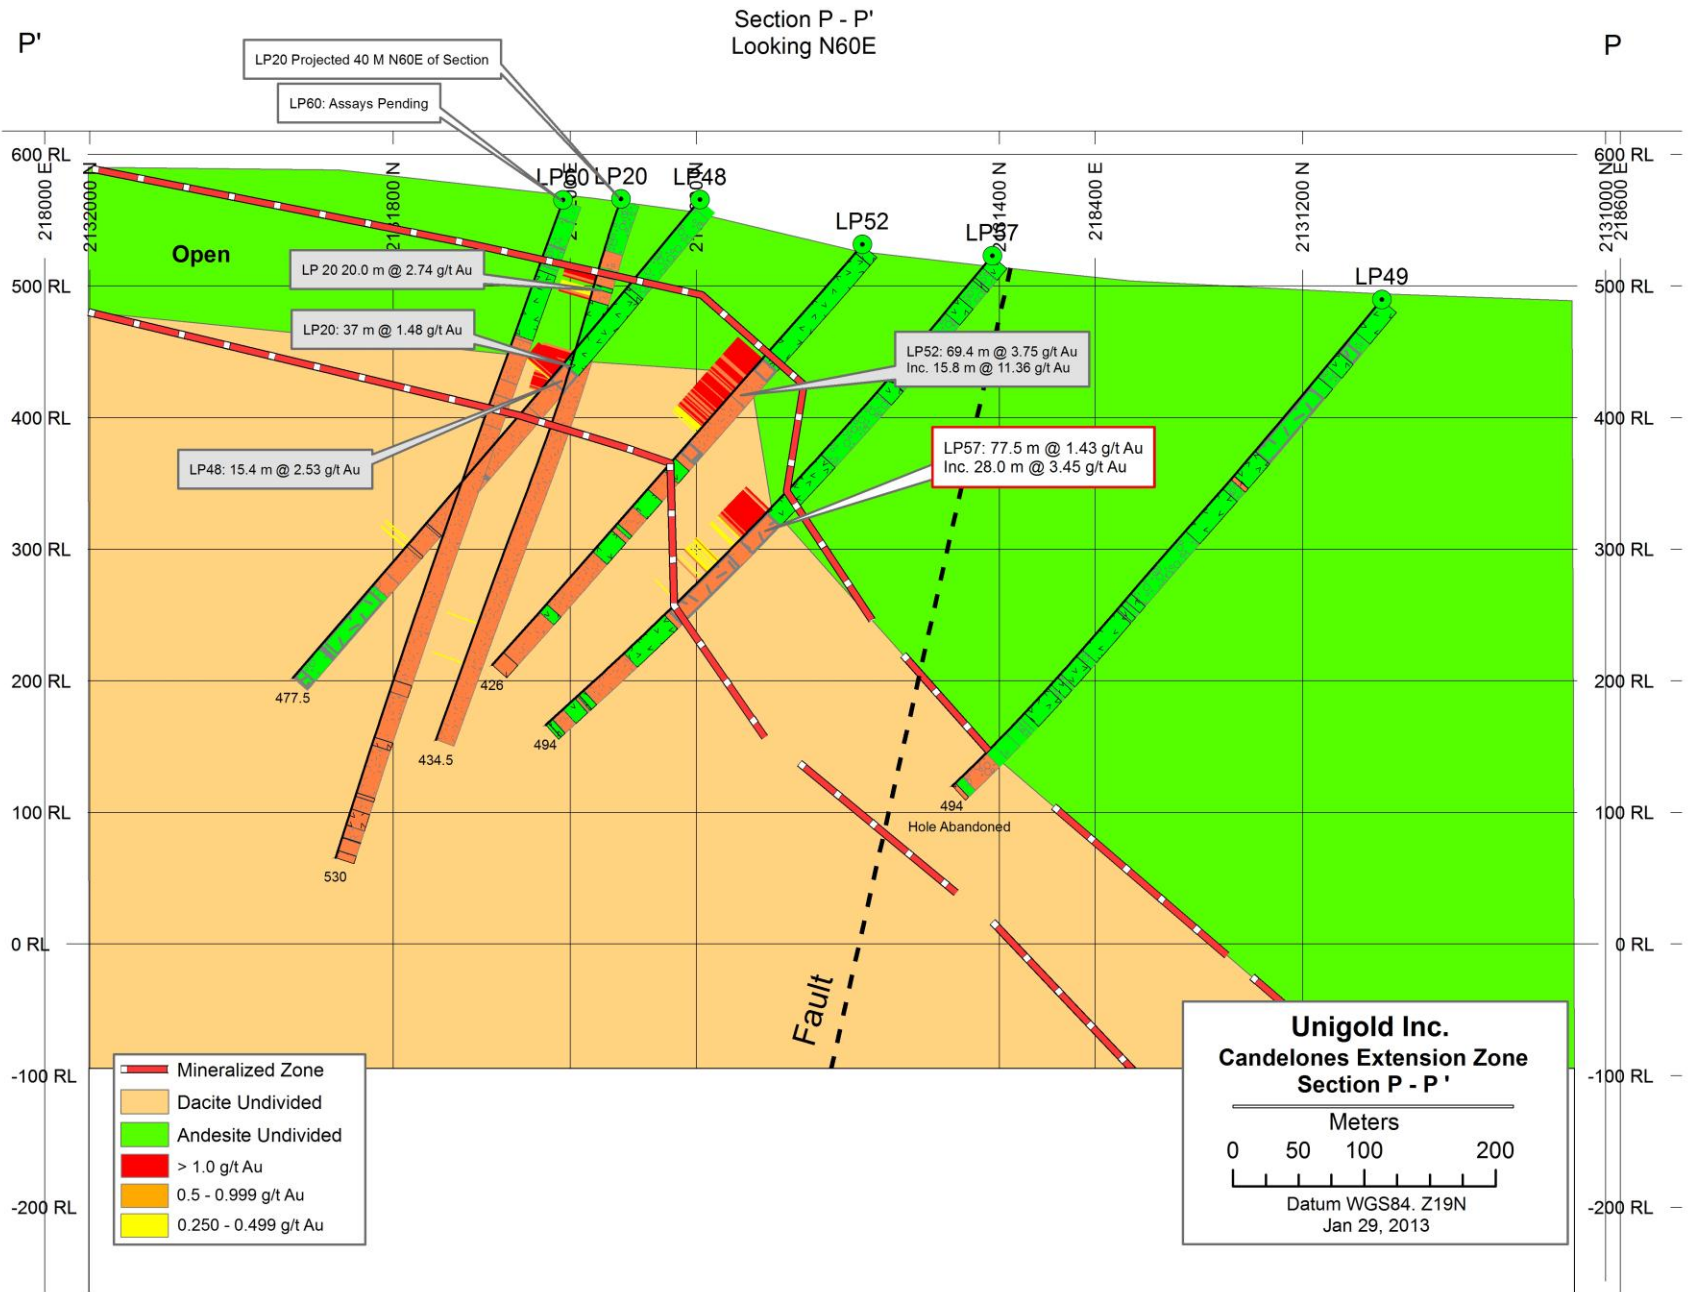 Section P - P'
Looking N60E
P'
P
LP20 Projected 40 M N60E of Section
LP60: Assays Pending
600 RL
600 RL
218000 E
2132000 N
LP60
LP20
LP48
LP52
LP37
LP49
218400 E
2131200 N
2131000 N
218600 E
Open
LP 20 20.0 m @ 2.74 g/t Au
500 RL
500 RL
LP20: 37 m @ 1.48 g/t Au
LP52: 69.4 m @ 3.75 g/t Au
Inc. 15.8 m @ 11.36 g/t Au
400 RL
400 RL
LP48: 15.4 m @ 2.53 g/t Au
LP57: 77.5 m @ 1.43 g/t Au
Inc. 28.0 m @ 3.45 g/t Au
300 RL
300 RL
200 RL
200 RL
477.5
426
494
434.5
530
494
Hole Abandoned
100 RL
100 RL
0 RL
0 RL
Fault
-100 RL
-100 RL
Mineralized Zone
Dacite Undivided
Andesite Undivided
> 1.0 g/t Au
0.5 - 0.999 g/t Au
0.250 - 0.499 g/t Au
-200 RL
-200 RL
Unigold Inc.
Candelones Extension Zone
Section P - P '
Meters
0 50 100 200
Datum WGS84. Z19N
Jan 29, 2013